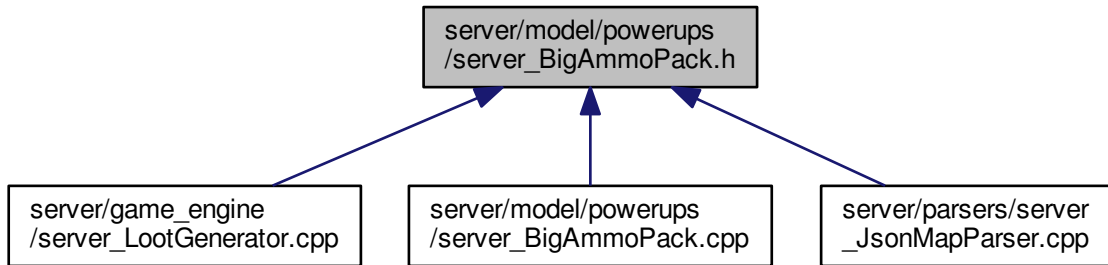 server/model/powerups
/server_BigAmmoPack.h
server/game_engine
/server_LootGenerator.cpp
server/model/powerups
/server_BigAmmoPack.cpp
server/parsers/server
_JsonMapParser.cpp